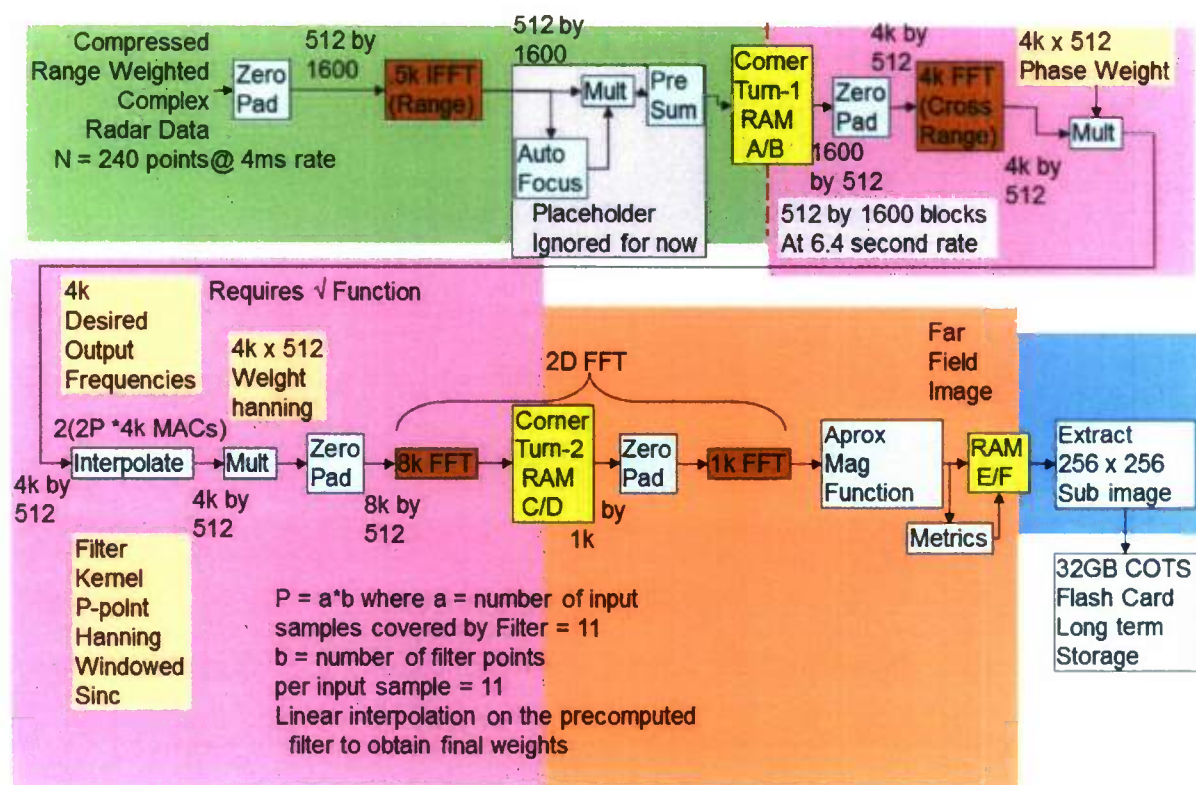 Compressed
Range Weighted
Complex
Radar Data
N = 240 points@ 4ms rate
Zero
Pad
512 by
1600
.5k IFFT
(Range)
512 by
1600
Mult
Pre
Sum
Auto
Focus
Placeholder
Ignored for now
Corner
Turn-1
RAM
A/B
Zero
Pad
1600
by 512
4k by
512
4k FFT
(Cross
Range)
4k by
512
4k x 512
Phase Weight
Mult
512 by 1600 blocks
At 6.4 second rate
4k
Desired
Output
Frequencies
Requires √ Function
4k x 512
Weight
hanning
2(2P *4k MACs)
4k by
512
Interpolate
Mult
4k by
512
Zero
Pad
8k FFT
8k by
512
2D FFT
Corner
Turn-2
RAM
C/D
by
1k
Zero
Pad
1k FFT
Aprox
Mag
Function
Far
Field
Image
RAM
E/F
Metrics
Extract
256 x 256
Sub image
32GB COTS
Flash Card
Long term
Storage
Filter
Kernel
P-point
Hanning
Windowed
Sinc
P = a*b where a = number of input
samples covered by Filter = 11
b = number of filter points
per input sample = 11
Linear interpolation on the precomputed
filter to obtain final weights